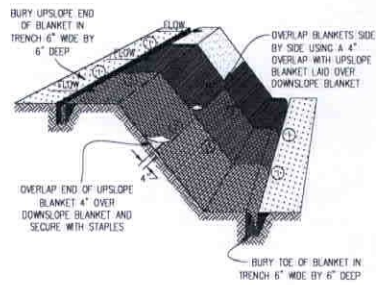 BURY UPSLOPE END
OF BLANKET IN
TRENCH 6" WIDE BY
6" DEEP
FLOW
FLOW
FLOW
OVERLAP BLANKETS SIDE
BY SIDE USING A 4"
OVERLAP WITH UPSLOPE
BLANKET LAID OVER
DOWNSLOPE BLANKET
4"
OVERLAP END OF UPSLOPE
BLANKET 4" OVER
DOWNSLOPE BLANKET AND
SECURE WITH STAPLES
BURY TOE OF BLANKET IN
TRENCH 6" WIDE BY 6" DEEP